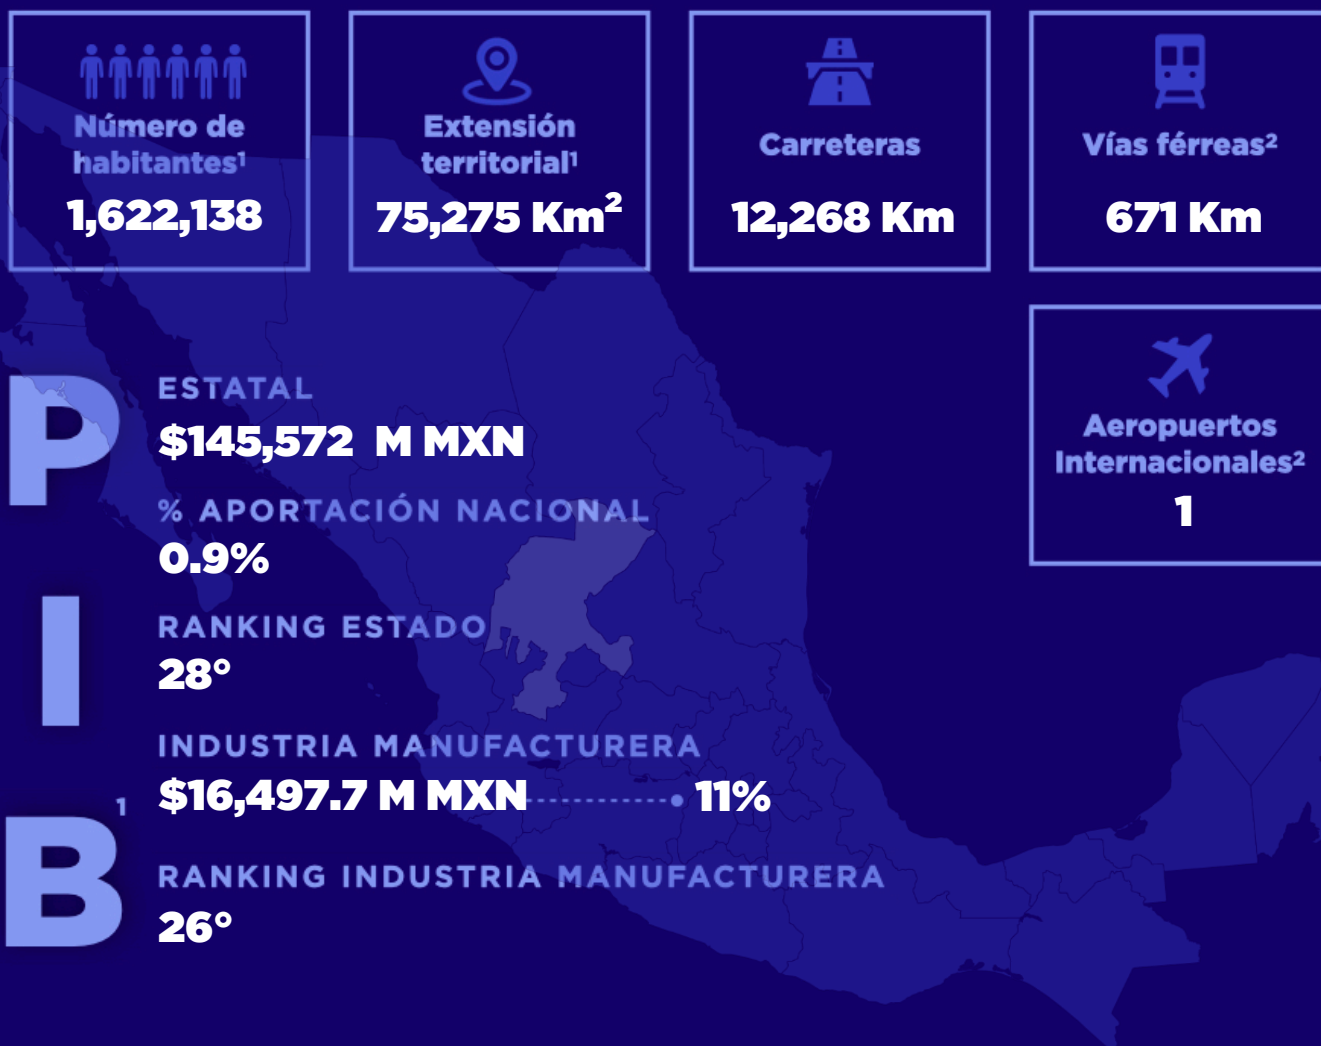 Número de
habitantes¹
1,622,138
Extensión
territorial¹
75,275 Km²
Carreteras
12,268 Km
Vías férreas²
671 Km
Aeropuertos
Internacionales²
1
PIB¹
ESTATAL
$145,572 M MXN
% APORTACIÓN NACIONAL
0.9%
RANKING ESTADO
28°
INDUSTRIA MANUFACTURERA
$16,497.7 M MXN 11%
RANKING INDUSTRIA MANUFACTURERA
26°